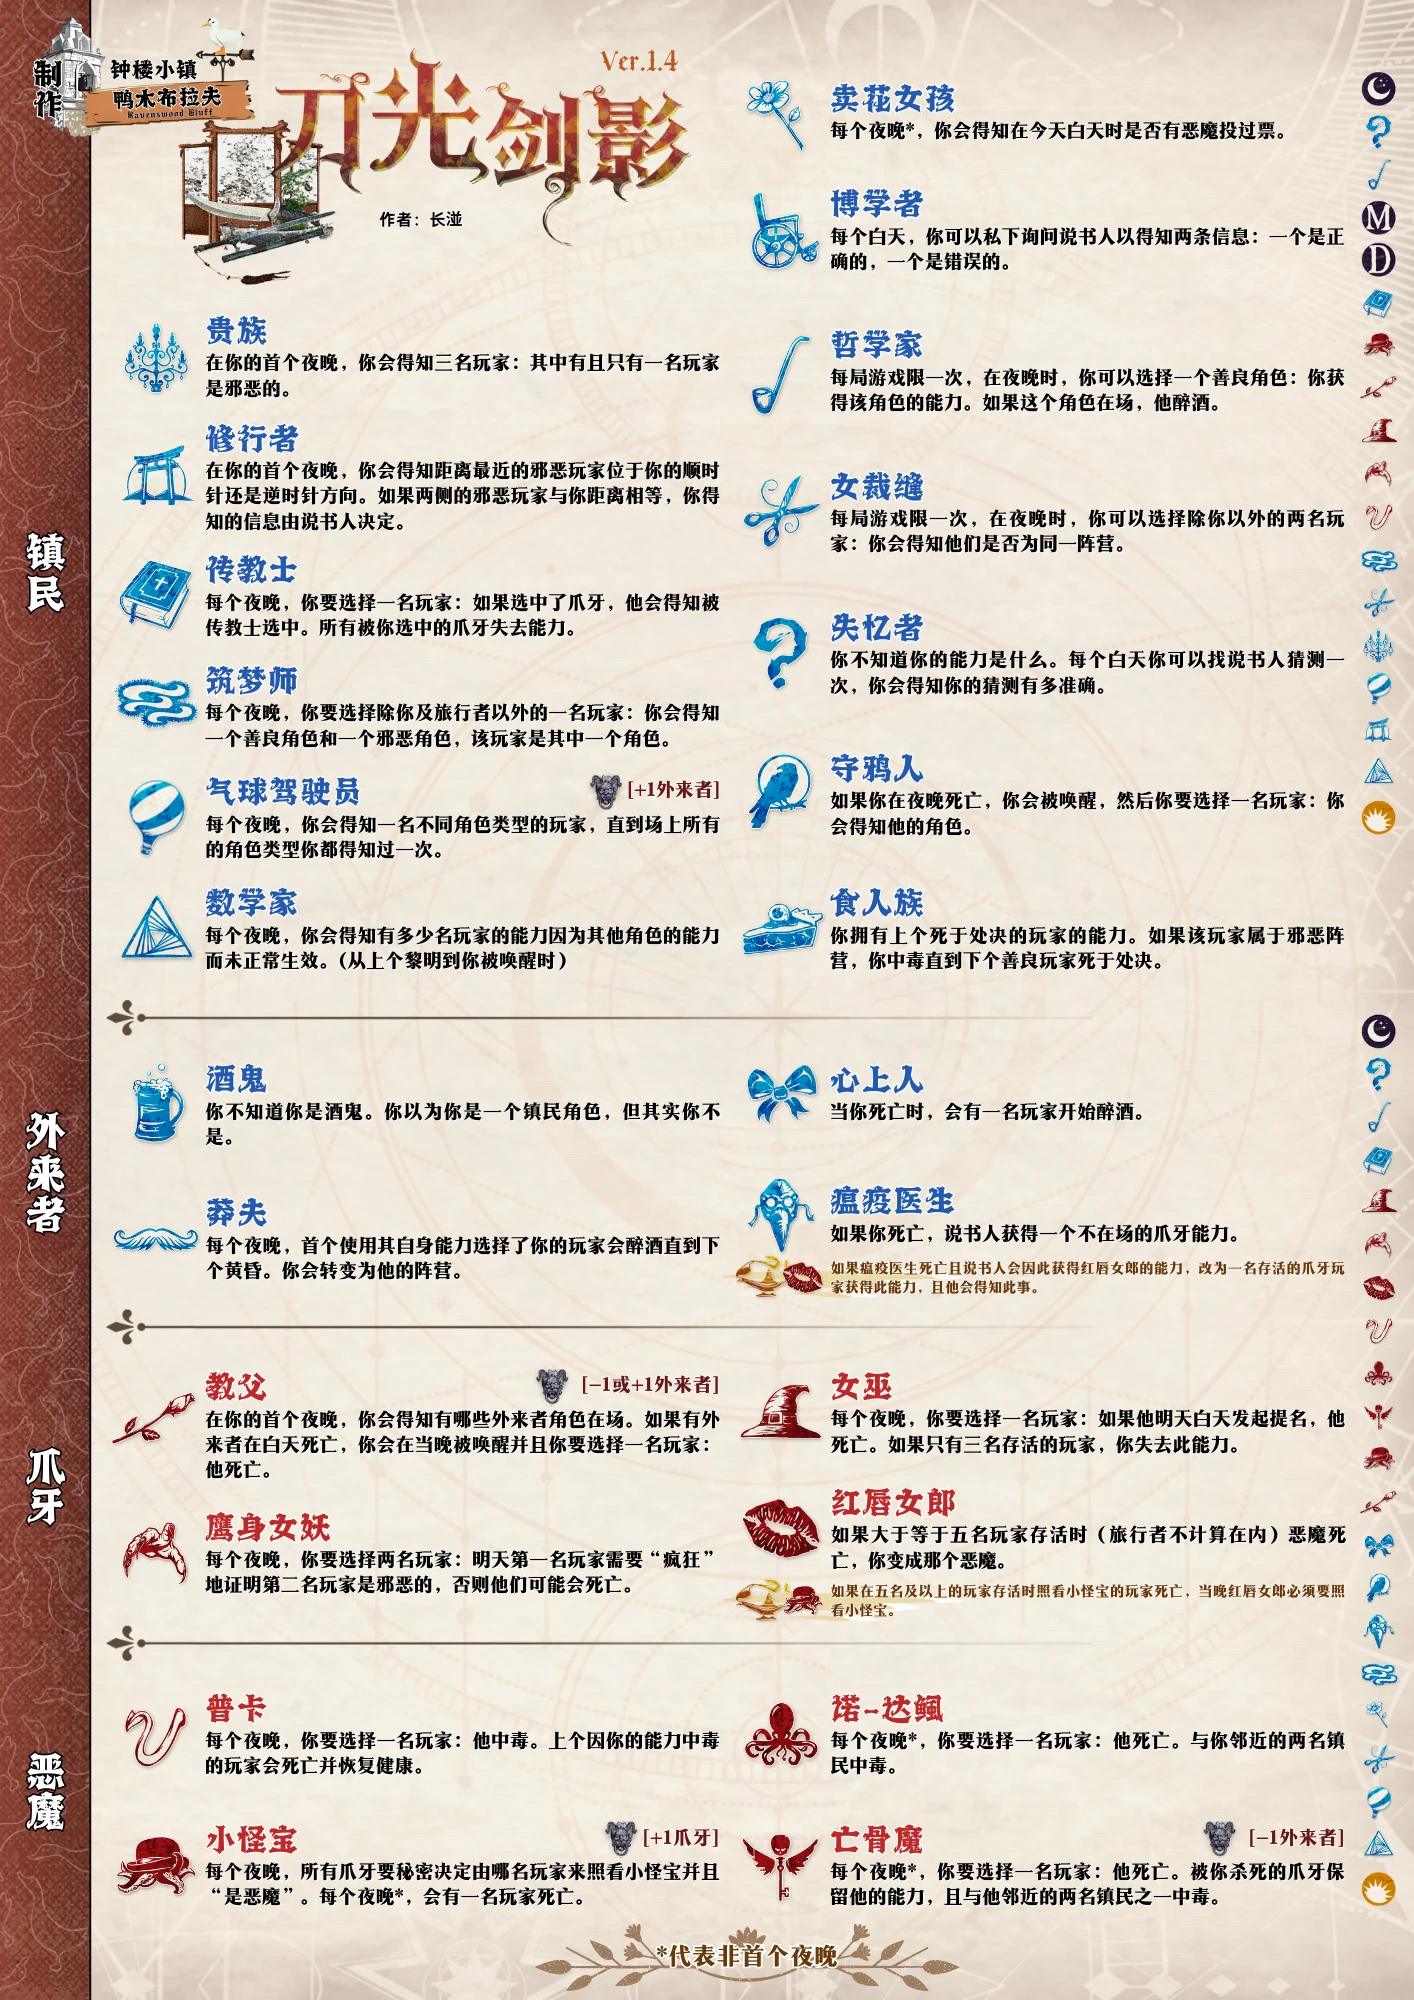 制作
钟楼小镇
鸭木布拉夫
Ravenswood Bluff
Ver.1.4
刀光剑影
作者：长湴
镇民
贵族
在你的首个夜晚，你会得知三名玩家：其中有且只有一名玩家
是邪恶的。
修行者
在你的首个夜晚，你会得知距离最近的邪恶玩家位于你的顺时
针还是逆时针方向。如果两侧的邪恶玩家与你距离相等，你得
知的信息由说书人决定。
传教士
每个夜晚，你要选择一名玩家：如果选中了爪牙，他会得知被
传教士选中。所有被你选中的爪牙失去能力。
筑梦师
每个夜晚，你要选择除你及旅行者以外的一名玩家：你会得知
一个善良角色和一个邪恶角色，该玩家是其中一个角色。
气球驾驶员
[+1外来者]
每个夜晚，你会得知一名不同角色类型的玩家，直到场上所有
的角色类型你都得知过一次。
数学家
每个夜晚，你会得知有多少名玩家的能力因为其他角色的能力
而未正常生效。(从上个黎明到你被唤醒时)
卖花女孩
每个夜晚*，你会得知在今天白天时是否有恶魔投过票。
博学者
每个白天，你可以私下询问说书人以得知两条信息：一个是正
确的，一个是错误的。
哲学家
每局游戏限一次，在夜晚时，你可以选择一个善良角色：你获
得该角色的能力。如果这个角色在场，他醉酒。
女裁缝
每局游戏限一次，在夜晚时，你可以选择除你以外的两名玩
家：你会得知他们是否为同一阵营。
失忆者
你不知道你的能力是什么。每个白天你可以找说书人猜测一
次，你会得知你的猜测有多准确。
守鸦人
如果你在夜晚死亡，你会被唤醒，然后你要选择一名玩家：你
会得知他的角色。
食人族
你拥有上个死于处决的玩家的能力。如果该玩家属于邪恶阵
营，你中毒直到下个善良玩家死于处决。
M
D
外来者
酒鬼
你不知道你是酒鬼。你以为你是一个镇民角色，但其实你不
是。
莽夫
每个夜晚，首个使用其自身能力选择了你的玩家会醉酒直到下
个黄昏。你会转变为他的阵营。
心上人
当你死亡时，会有一名玩家开始醉酒。
瘟疫医生
如果你死亡，说书人获得一个不在场的爪牙能力。
如果瘟疫医生死亡且说书人会因此获得红唇女郎的能力，改为一名存活的爪牙玩
家获得此能力，且他会得知此事。
爪牙
教父
[−1或+1外来者]
在你的首个夜晚，你会得知有哪些外来者角色在场。如果有外
来者在白天死亡，你会在当晚被唤醒并且你要选择一名玩家：
他死亡。
鹰身女妖
每个夜晚，你要选择两名玩家：明天第一名玩家需要“疯狂”
地证明第二名玩家是邪恶的，否则他们可能会死亡。
女巫
每个夜晚，你要选择一名玩家：如果他明天白天发起提名，他
死亡。如果只有三名存活的玩家，你失去此能力。
红唇女郎
如果大于等于五名玩家存活时（旅行者不计算在内）恶魔死
亡，你变成那个恶魔。
如果在五名及以上的玩家存活时照看小怪宝的玩家死亡，当晚红唇女郎必须要照
看小怪宝。
恶魔
普卡
每个夜晚，你要选择一名玩家：他中毒。上个因你的能力中毒
的玩家会死亡并恢复健康。
小怪宝
[+1爪牙]
每个夜晚，所有爪牙要秘密决定由哪名玩家来照看小怪宝并且
“是恶魔”。每个夜晚*，会有一名玩家死亡。
诺-达鲺
每个夜晚*，你要选择一名玩家：他死亡。与你邻近的两名镇
民中毒。
亡骨魔
[−1外来者]
每个夜晚*，你要选择一名玩家：他死亡。被你杀死的爪牙保
留他的能力，且与他邻近的两名镇民之一中毒。
*代表非首个夜晚